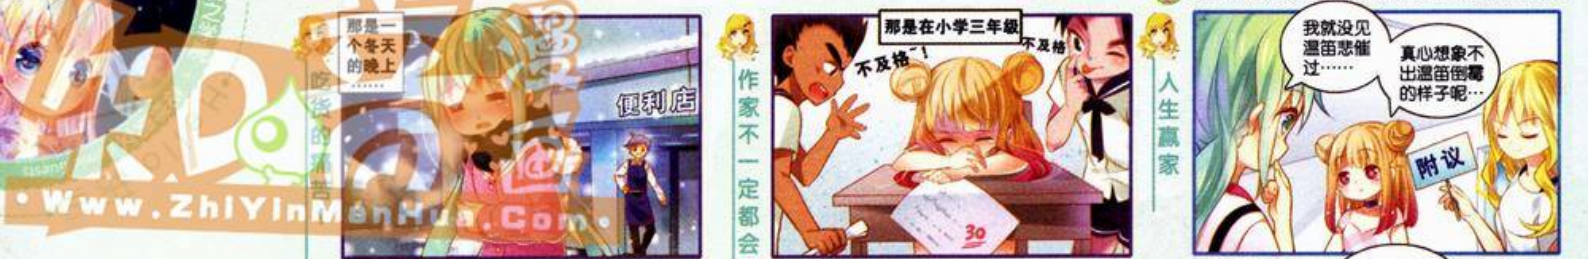 漫画
www.ZhiYinManHua.Com
吃货的痛苦
那是一
个冬天
的晚上
……
便利店
作家不一定都会
那是在小学三年级
不及格~!
不及格
30
人生赢家
我就没见
温笛悲催
过……
真心想象不
出温笛倒霉
的样子呢…
附议